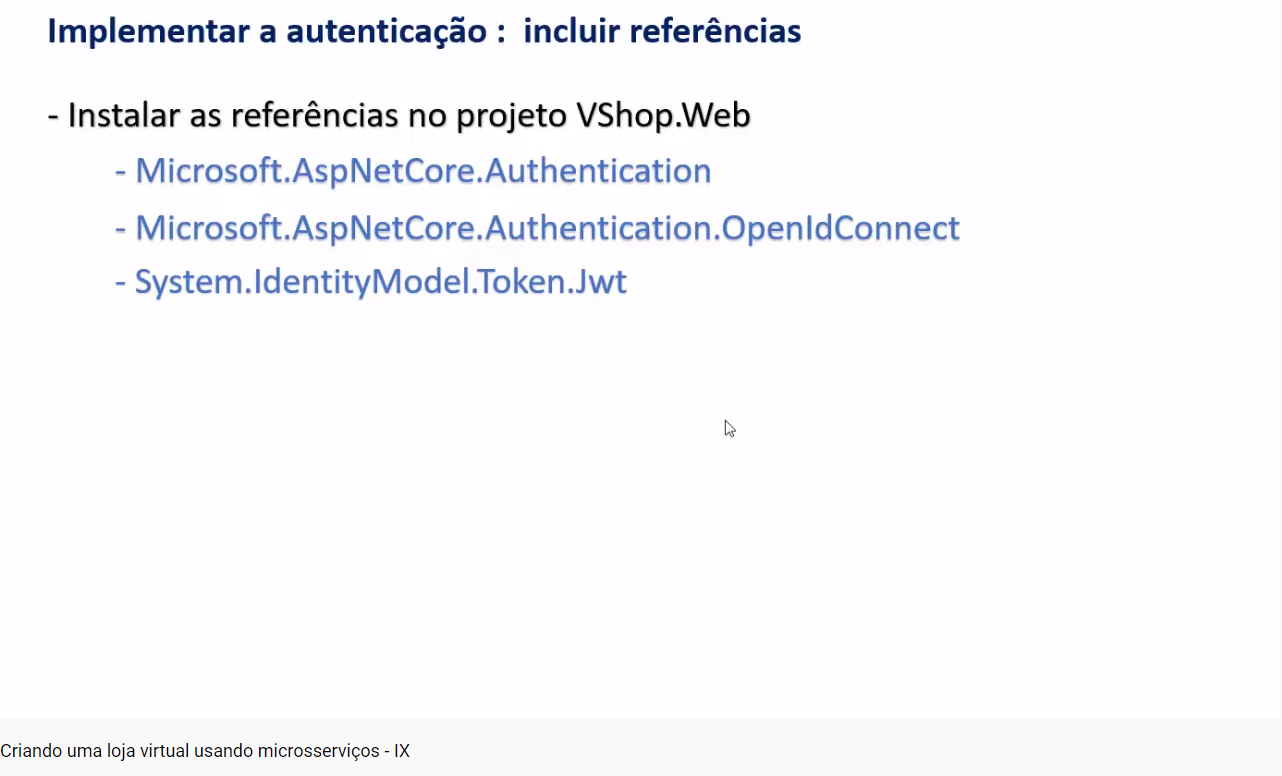 Implementar a autenticação : incluir referências
- Instalar as referências no projeto VShop.Web
- Microsoft.AspNetCore.Authentication
- Microsoft.AspNetCore.Authentication.OpenIdConnect
- System.IdentityModel.Token.Jwt
Criando uma loja virtual usando microsserviços - IX